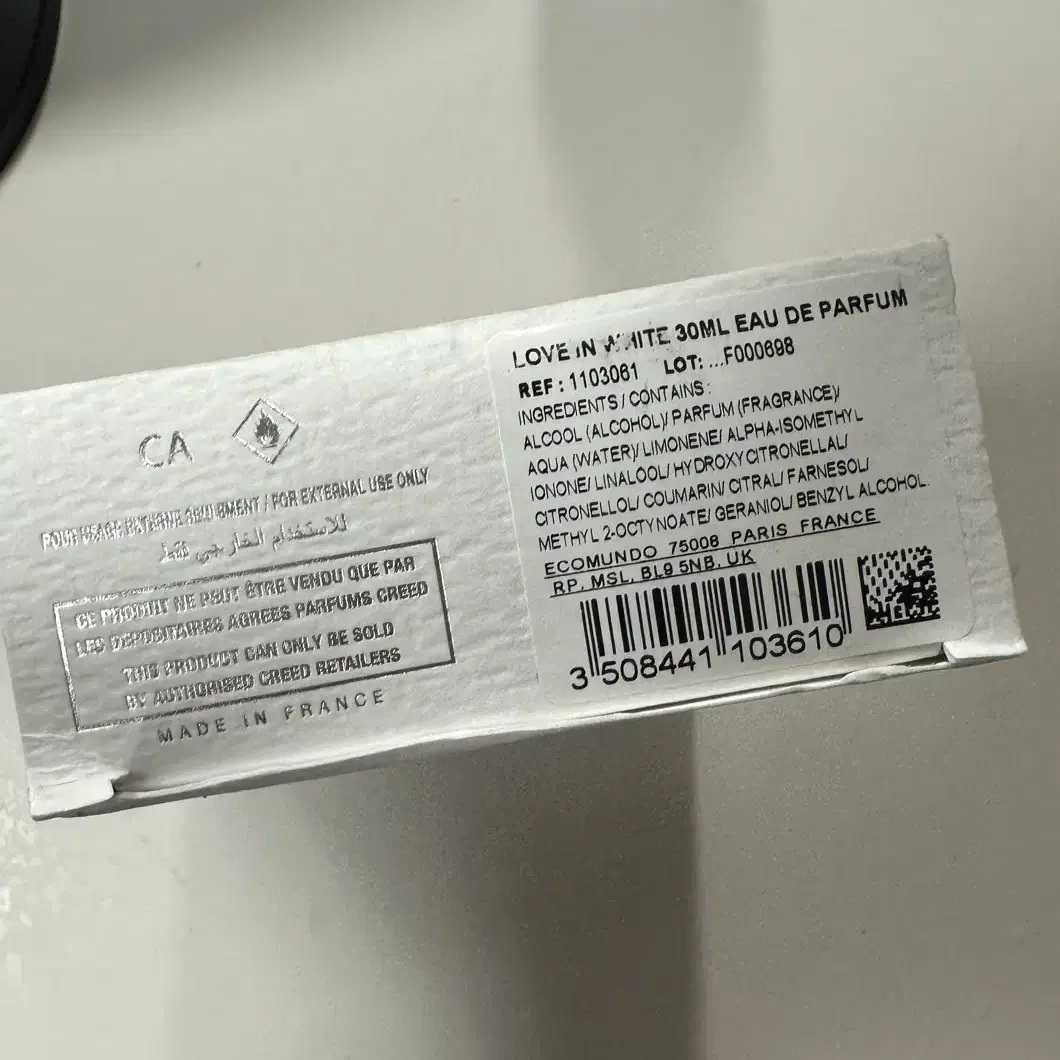 CA
POUR USAGE EXTERNE SEULEMENT / FOR EXTERNAL USE ONLY
للاستخدام الخارجي فقط
CE PRODUIT NE PEUT ÊTRE VENDU QUE PAR
LES DEPOSITAIRES AGREES PARFUMS CREED
THIS PRODUCT CAN ONLY BE SOLD
BY AUTHORISED CREED RETAILERS
MADE IN FRANCE
LOVE IN WHITE 30ML EAU DE PARFUM
REF : 1103061 LOT: ...F000698
INGREDIENTS / CONTAINS :
ALCOOL (ALCOHOL)/ PARFUM (FRAGRANCE)/
AQUA (WATER)/ LIMONENE/ ALPHA-ISOMETHYL
IONONE/ LINALOOL/ HYDROXYCITRONELLAL/
CITRONELLOL/ COUMARIN/ CITRAL/ FARNESOL/
METHYL 2-OCTYNOATE/ GERANIOL/ BENZYL ALCOHOL.
ECOMUNDO 75008 PARIS FRANCE
RP, MSL, BL9 5NB, UK
3 508441 103610